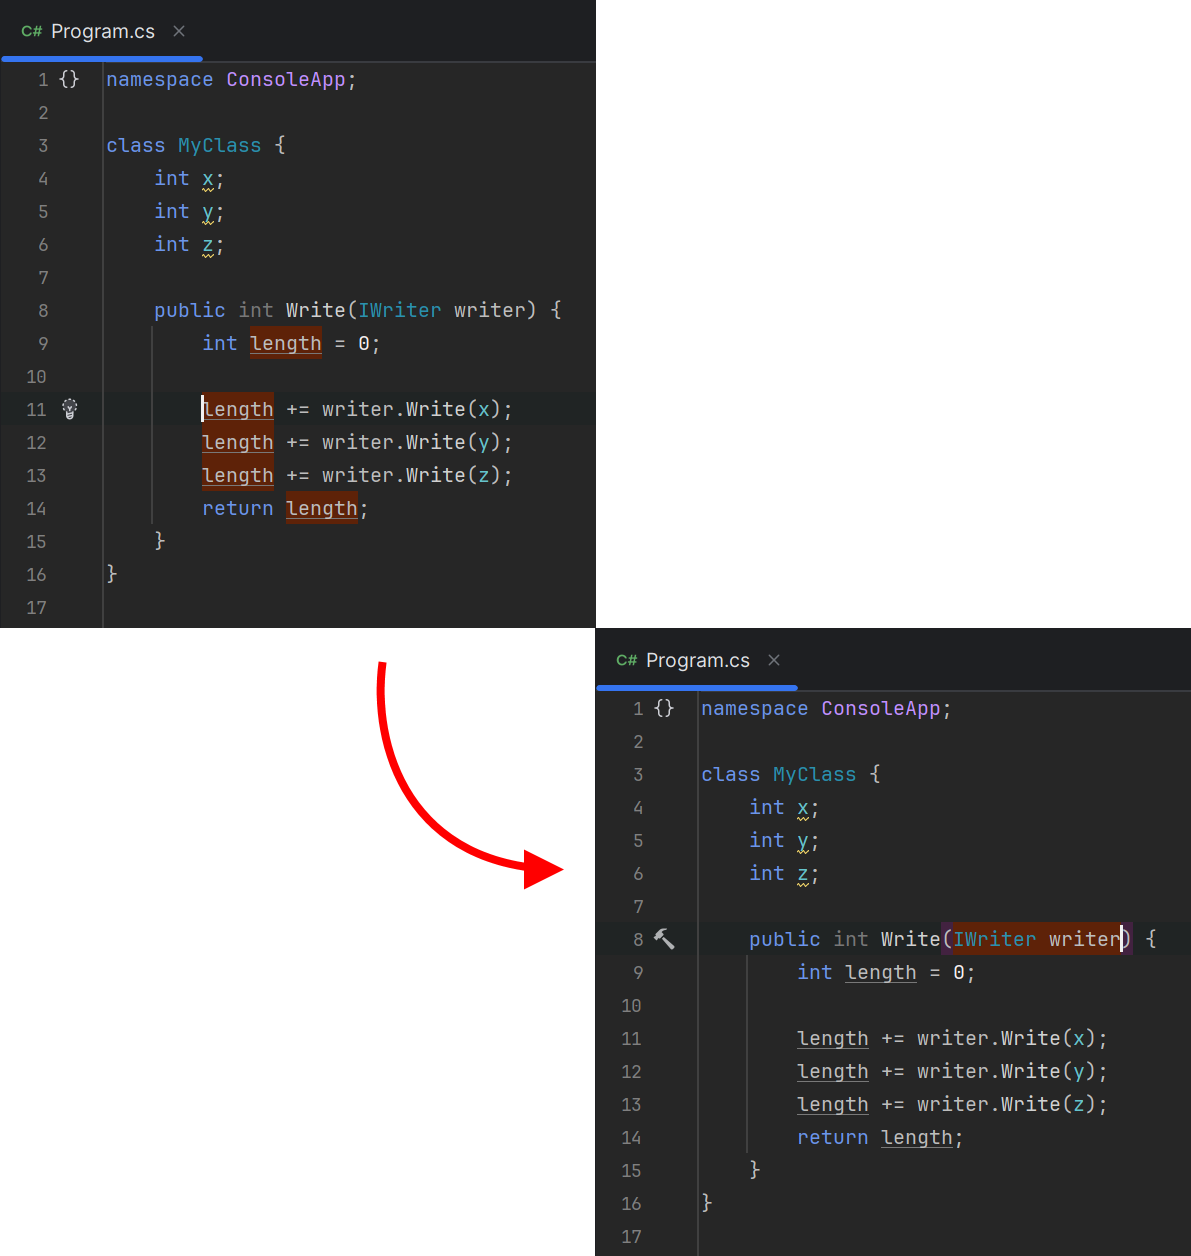 C# Program.cs ×
1 {} namespace ConsoleApp;
2
3 class MyClass {
4     int x;
5     int y;
6     int z;
7
8     public int Write(IWriter writer) {
9         int length = 0;
10
11         length += writer.Write(x);
12         length += writer.Write(y);
13         length += writer.Write(z);
14         return length;
15     }
16 }
17
C# Program.cs ×
1 {} namespace ConsoleApp;
2
3 class MyClass {
4     int x;
5     int y;
6     int z;
7
8     public int Write(IWriter writer) {
9         int length = 0;
10
11         length += writer.Write(x);
12         length += writer.Write(y);
13         length += writer.Write(z);
14         return length;
15     }
16 }
17